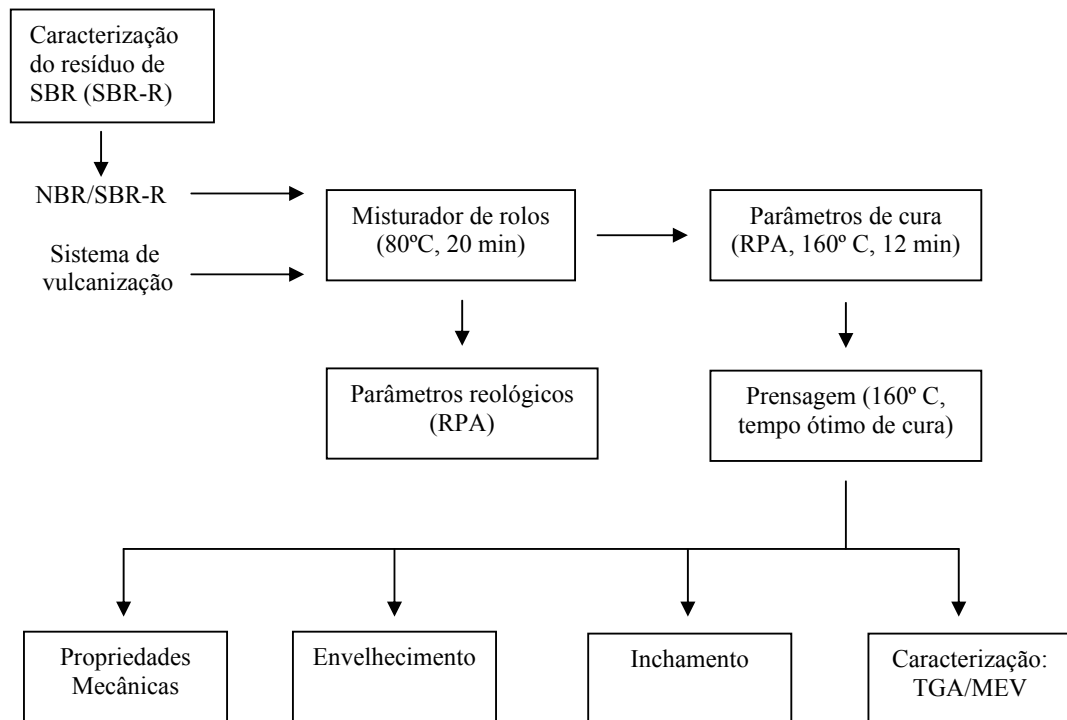 Caracterização
do resíduo de
SBR (SBR-R)
NBR/SBR-R
Sistema de
vulcanização
Misturador de rolos
(80ºC, 20 min)
Parâmetros de cura
(RPA, 160º C, 12 min)
Parâmetros reológicos
(RPA)
Prensagem (160º C,
tempo ótimo de cura)
Propriedades
Mecânicas
Envelhecimento
Inchamento
Caracterização:
TGA/MEV